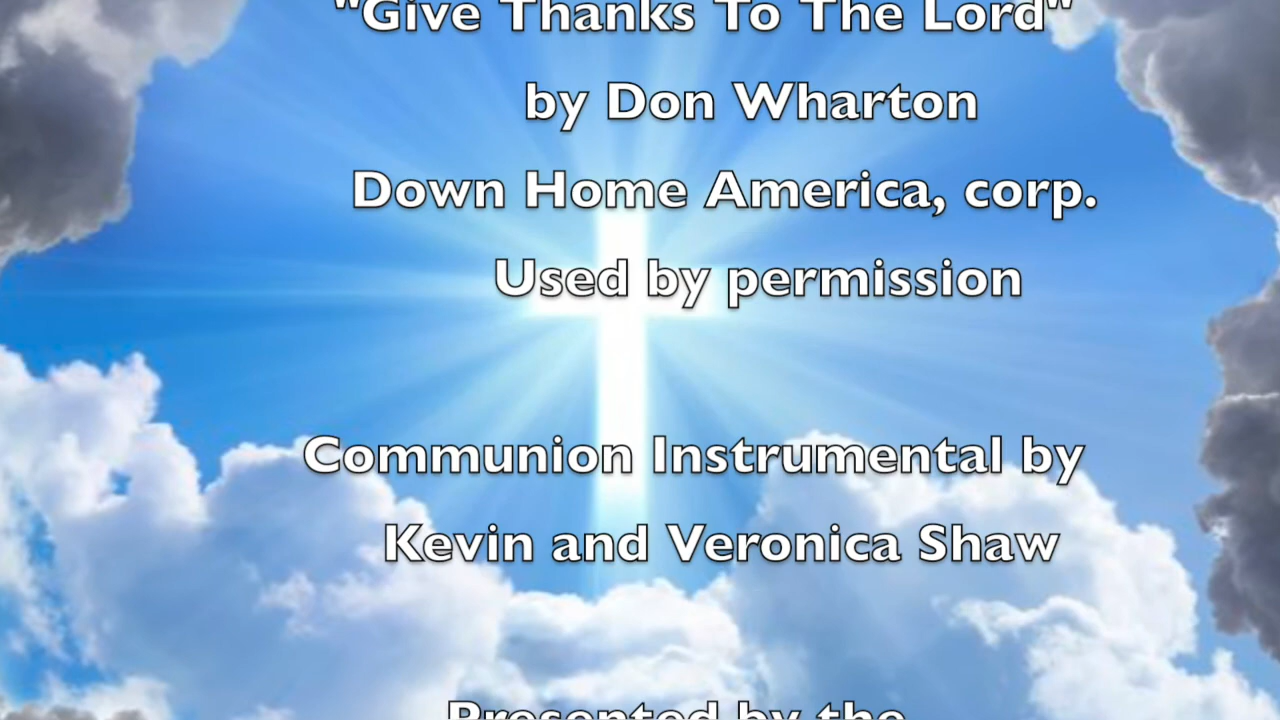 "Give Thanks To The Lord"
by Don Wharton
Down Home America, corp.
Used by permission
Communion Instrumental by
Kevin and Veronica Shaw
Presented by the